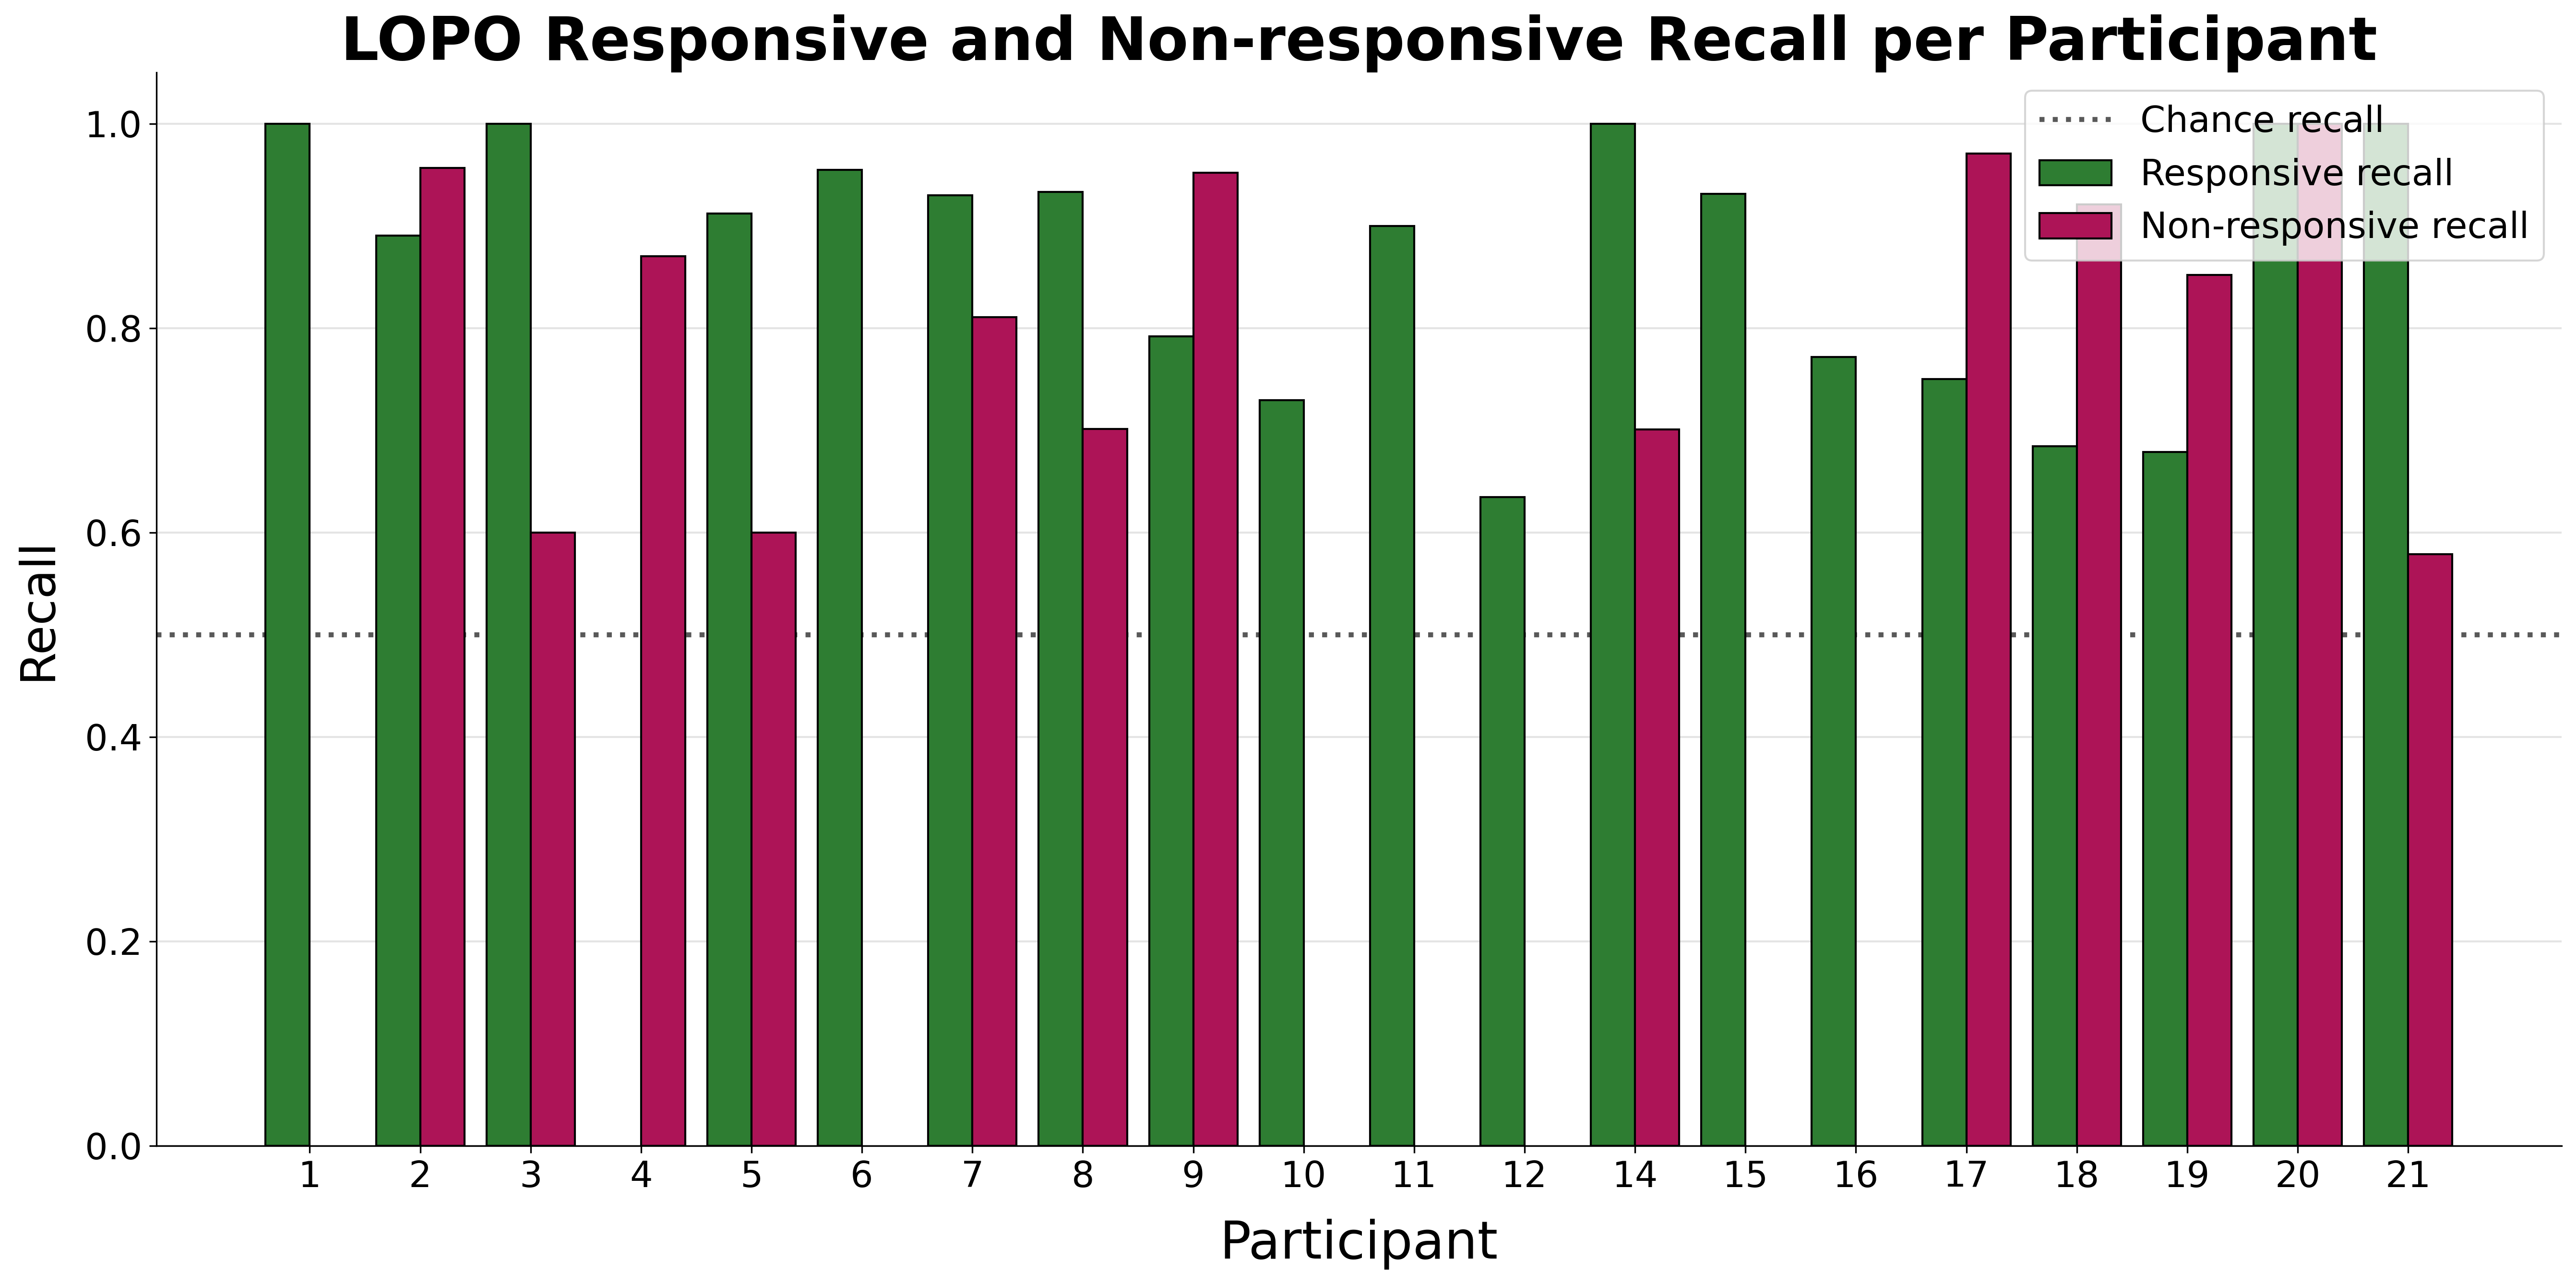 LOPO Responsive and Non-responsive Recall per Participant
Chance recall
Responsive recall
Non-responsive recall
1.0
0.8
0.6
0.4
0.2
0.0
Recall
1 2 3 4 5 6 7 8 9 10 11 12 14 15 16 17 18 19 20 21
Participant